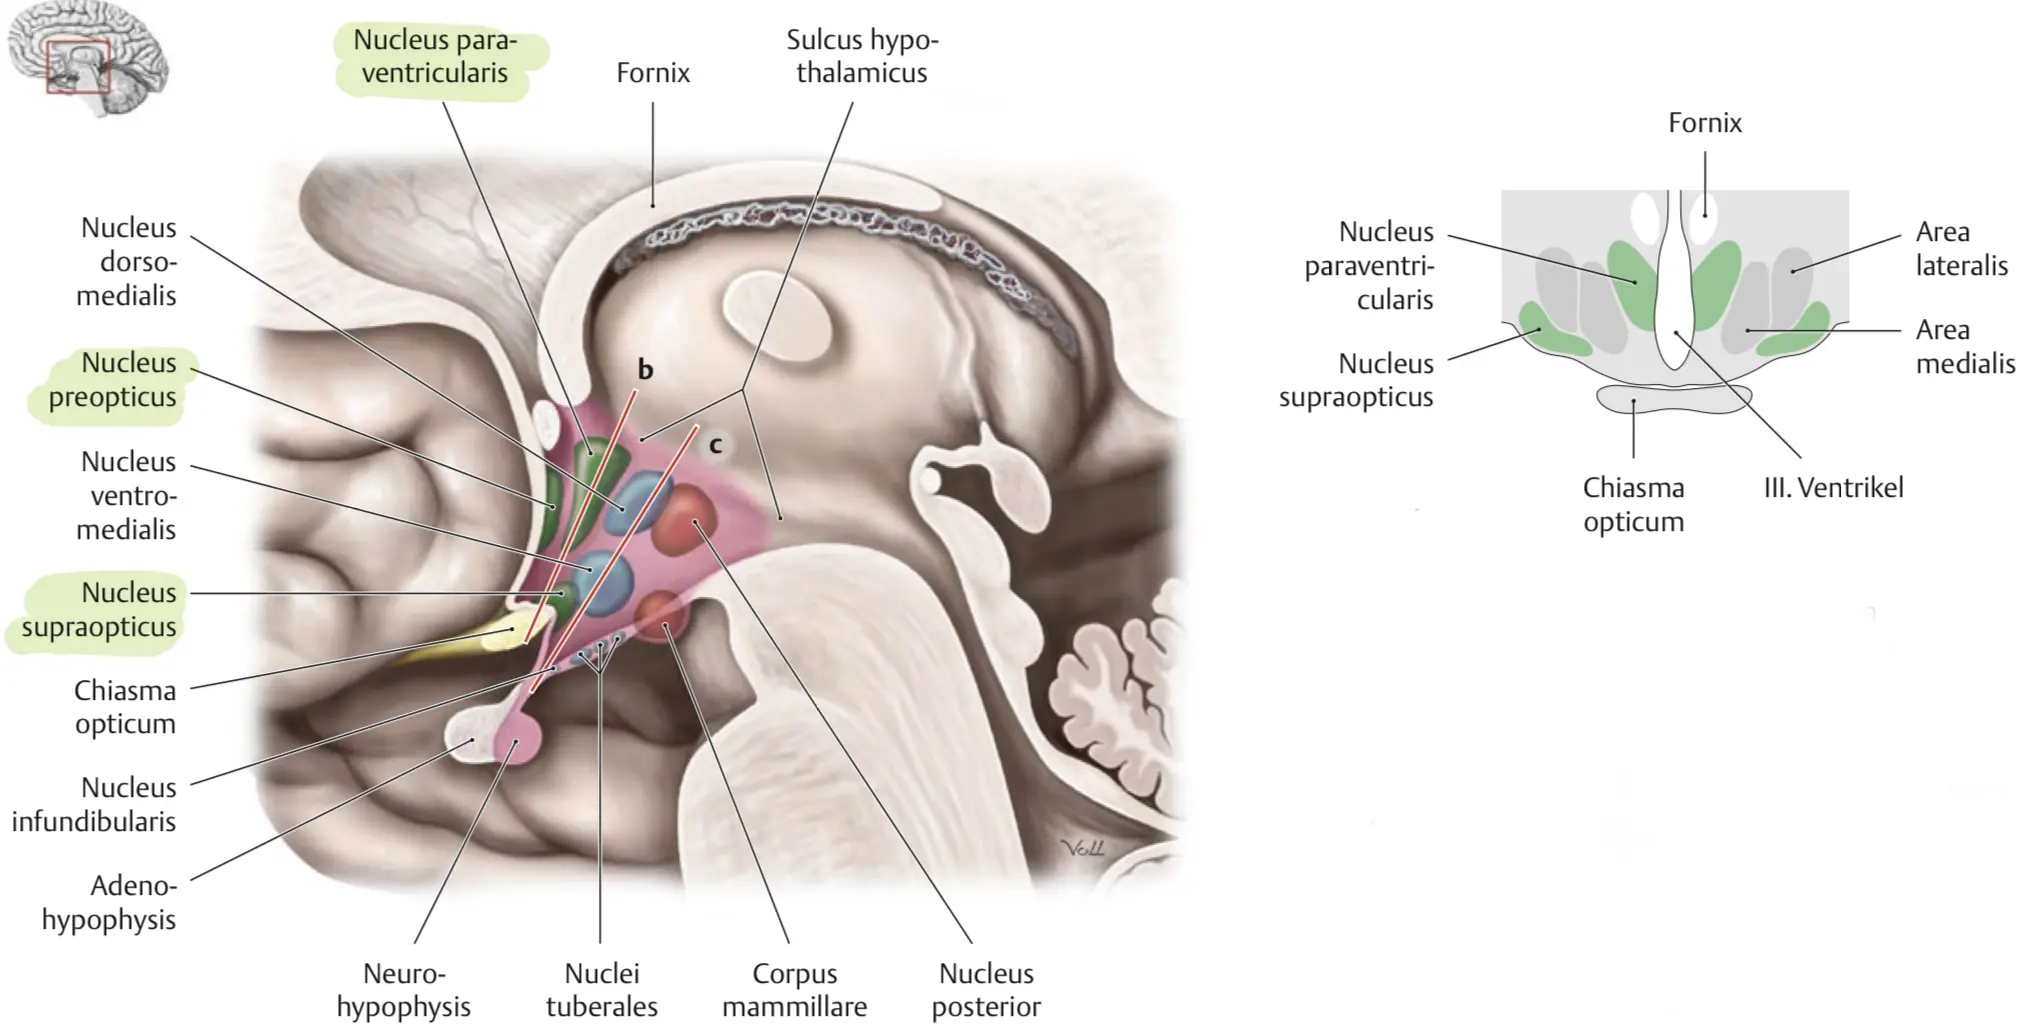 Nucleus para-
ventricularis
Fornix
Sulcus hypo-
thalamicus
Nucleus
dorso-
medialis
Nucleus
preopticus
Nucleus
ventro-
medialis
Nucleus
supraopticus
Chiasma
opticum
Nucleus
infundibularis
Adeno-
hypophysis
Neuro-
hypophysis
Nuclei
tuberales
Corpus
mammillare
Nucleus
posterior
b
c
Voll
Fornix
Nucleus
paraventri-
cularis
Nucleus
supraopticus
Area
lateralis
Area
medialis
Chiasma
opticum
III. Ventrikel